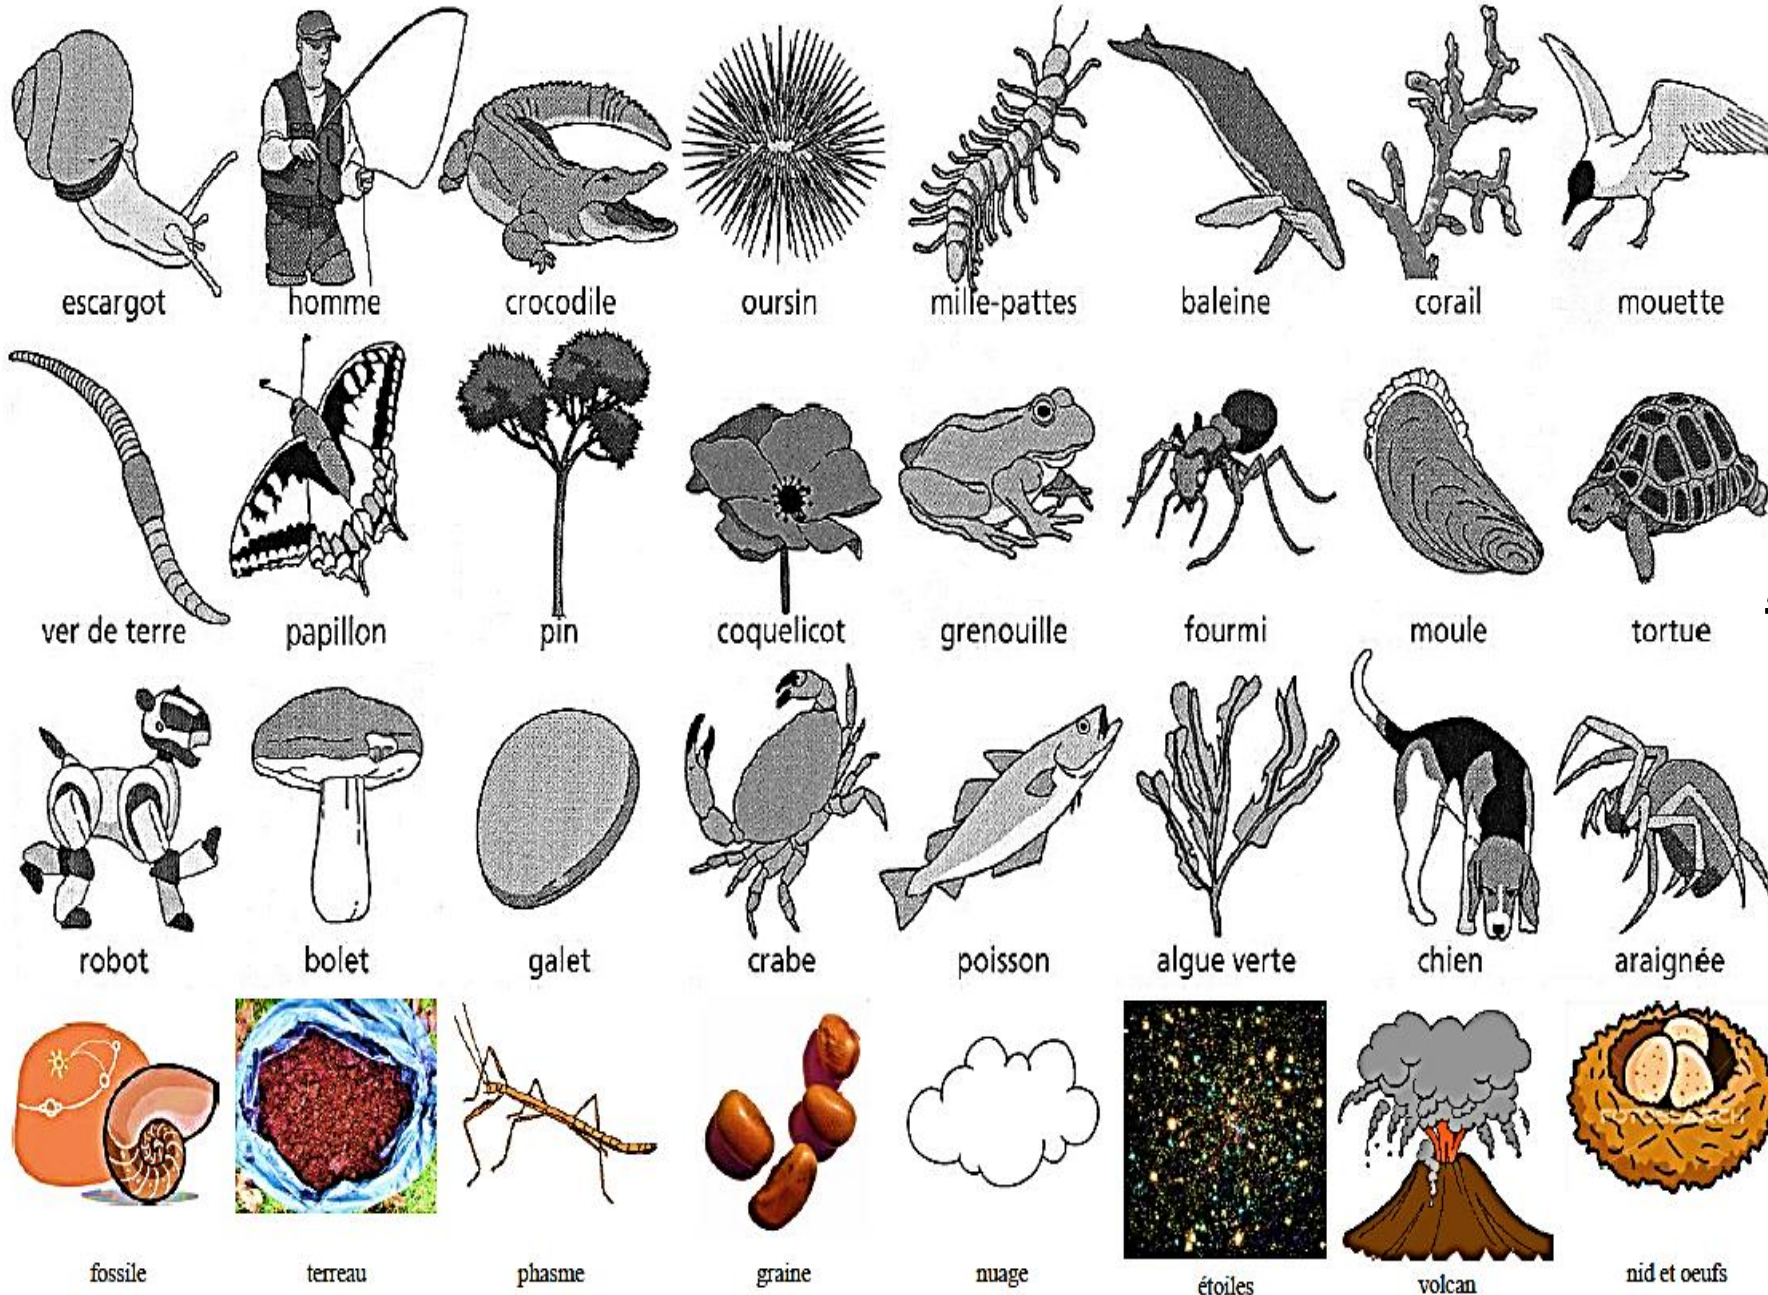 escargot homme crocodile oursin mille-pattes baleine corail mouette
ver de terre papillon pin coquelicot grenouille fourmi moule tortue
robot bolet galet crabe poisson algue verte chien araignée
FOTOSEARCH
fossile terreau phasme graine nuage étoiles volcan nid et oeufs